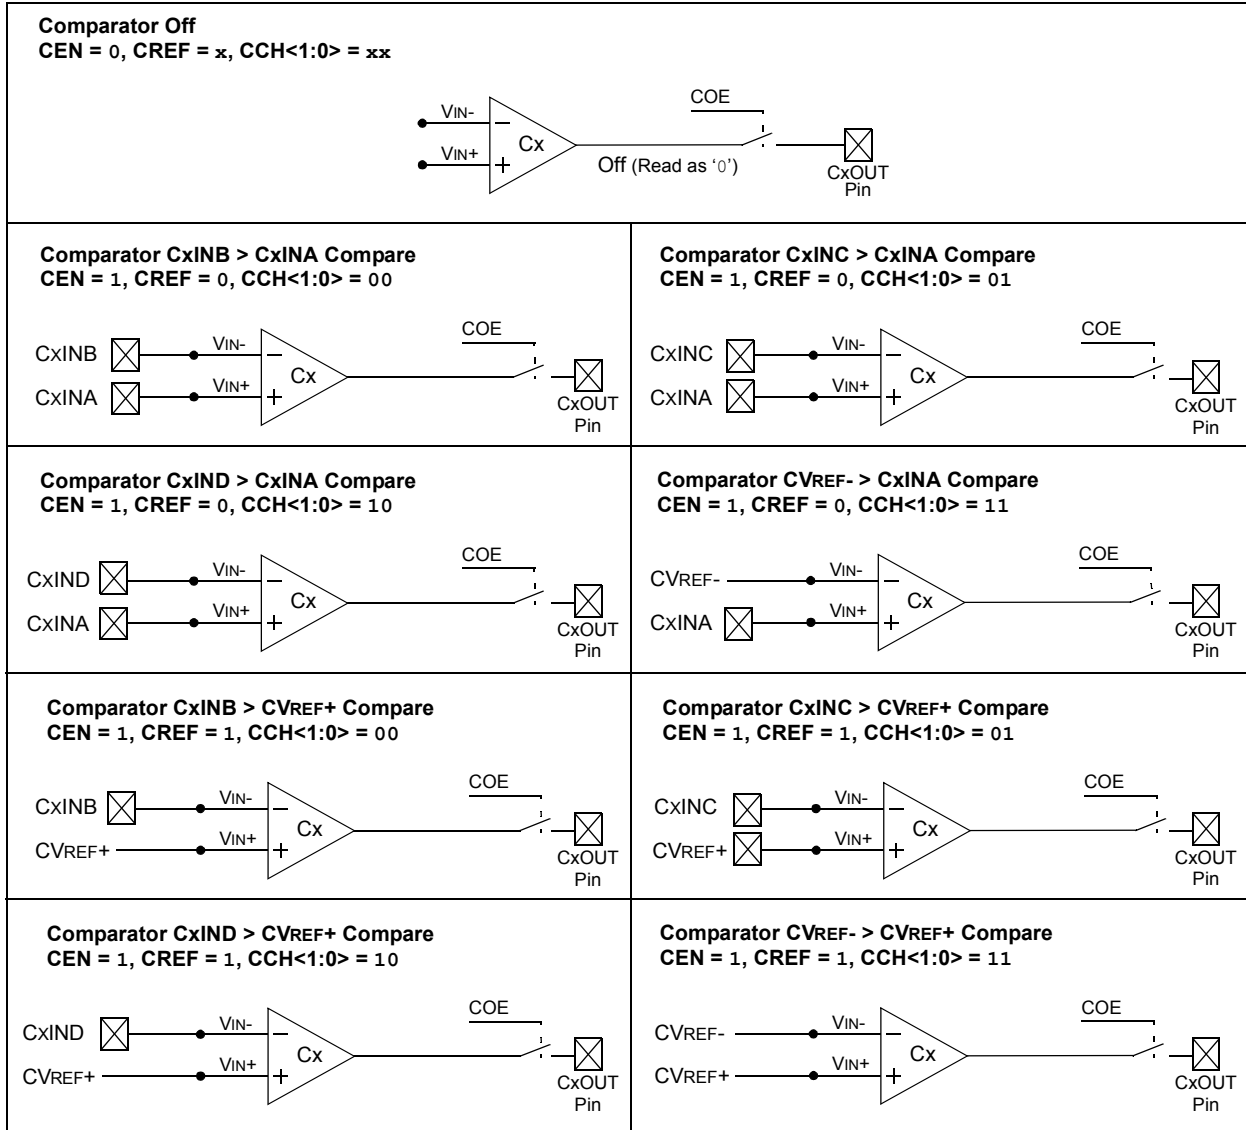 Comparator Off
CEN = 0, CREF = x, CCH<1:0> = xx
COE
VIN-
Cx
VIN+
Off (Read as ‘0’)
CxOUT
Pin
Comparator CxINB > CxINA Compare
CEN = 1, CREF = 0, CCH<1:0> = 00
COE
CxINB
VIN-
Cx
CxINA
VIN+
CxOUT
Pin
Comparator CxINC > CxINA Compare
CEN = 1, CREF = 0, CCH<1:0> = 01
COE
CxINC
VIN-
Cx
CxINA
VIN+
CxOUT
Pin
Comparator CxIND > CxINA Compare
CEN = 1, CREF = 0, CCH<1:0> = 10
COE
CxIND
VIN-
Cx
CxINA
VIN+
CxOUT
Pin
Comparator CVREF- > CxINA Compare
CEN = 1, CREF = 0, CCH<1:0> = 11
COE
CVREF-
VIN-
Cx
CxINA
VIN+
CxOUT
Pin
Comparator CxINB > CVREF+ Compare
CEN = 1, CREF = 1, CCH<1:0> = 00
COE
CxINB
VIN-
Cx
CVREF+
VIN+
CxOUT
Pin
Comparator CxINC > CVREF+ Compare
CEN = 1, CREF = 1, CCH<1:0> = 01
COE
CxINC
VIN-
Cx
CVREF+
VIN+
CxOUT
Pin
Comparator CxIND > CVREF+ Compare
CEN = 1, CREF = 1, CCH<1:0> = 10
COE
CxIND
VIN-
Cx
CVREF+
VIN+
CxOUT
Pin
Comparator CVREF- > CVREF+ Compare
CEN = 1, CREF = 1, CCH<1:0> = 11
COE
CVREF-
VIN-
Cx
CVREF+
VIN+
CxOUT
Pin